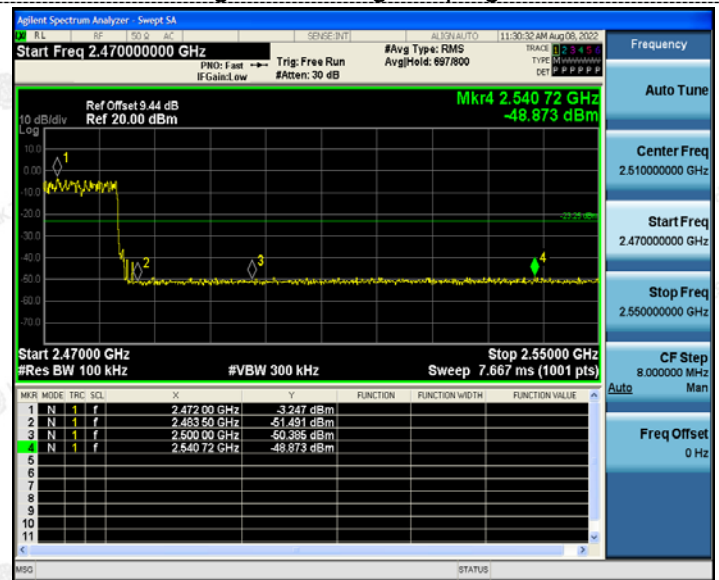 Agilent Spectrum Analyzer - Swept SA
RL RF 50 Ω AC SENSE:INT ALIGN AUTO 11:30:32 AM Aug 08, 2022
Start Freq 2.470000000 GHz
PNO: Fast
IFGain:Low
Trig: Free Run
#Atten: 30 dB
#Avg Type: RMS
Avg|Hold: 697/800
TRACE 1 2 3 4 5 6
TYPE M W W W W W
DET P P P P P P
Ref Offset 9.44 dB
10 dB/div Ref 20.00 dBm
Log
Mkr4 2.540 72 GHz
-48.873 dBm
10.0
0.00
-10.0
-20.0
-30.0
-40.0
-50.0
-60.0
-70.0
1
2
3
4
-23.25 dBm
Start 2.47000 GHz Stop 2.55000 GHz
#Res BW 100 kHz #VBW 300 kHz Sweep 7.667 ms (1001 pts)
MKR MODE TRC SCL X Y FUNCTION FUNCTION WIDTH FUNCTION VALUE
1 N 1 f 2.472 00 GHz -3.247 dBm
2 N 1 f 2.483 50 GHz -51.491 dBm
3 N 1 f 2.500 00 GHz -50.385 dBm
4 N 1 f 2.540 72 GHz -48.873 dBm
5
6
7
8
9
10
11
MSG STATUS
Frequency
Auto Tune
Center Freq
2.510000000 GHz
Start Freq
2.470000000 GHz
Stop Freq
2.550000000 GHz
CF Step
8.000000 MHz
Auto Man
Freq Offset
0 Hz